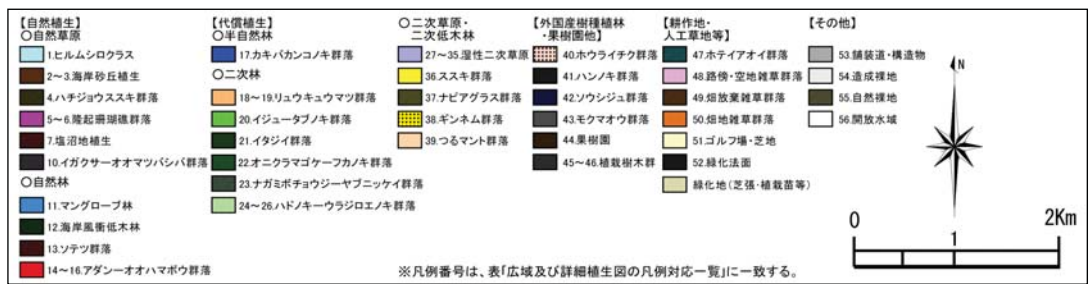 【自然植生】
○自然草原
1.ヒルムシロクラス
2～3.海岸砂丘植生
4.ハチジョウススキ群落
5～6.隆起珊瑚礁群落
7.塩沼地植生
10.イガクサーオオマツバシバ群落
○自然林
11.マングローブ林
12.海岸風衝低木林
13.ソテツ群落
14～16.アダンーオオハマボウ群落
【代償植生】
○半自然林
17.カキバカンコノキ群落
○二次林
18～19.リュウキュウマツ群落
20.イジュータブノキ群落
21.イタジイ群落
22.オニクラマゴケーフカノキ群落
23.ナガミボチョウジーヤブニッケイ群落
24～26.ハドノキーウラジロエノキ群落
○二次草原・
二次低木林
27～35.湿性二次草原
36.ススキ群落
37.ナピアグラス群落
38.ギンネム群落
39.つるマント群落
【外国産樹種植林
・果樹園他】
40.ホウライチク群落
41.ハンノキ群落
42.ソウシジュ群落
43.モクマオウ群落
44.果樹園
45～46.植栽樹木群
【耕作地・
人工草地等】
47.ホテイアオイ群落
48.路傍・空地雑草群落
49.畑放棄雑草群落
50.畑地雑草群落
51.ゴルフ場・芝地
52.緑化法面
緑化地(芝張・植栽苗等)
【その他】
53.舗装道・構造物
54.造成裸地
55.自然裸地
56.開放水域
N
0 1 2Km
※凡例番号は、表「広域及び詳細植生図の凡例対応一覧」に一致する。